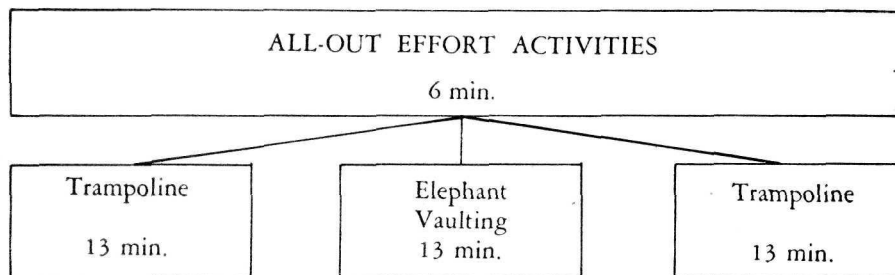 ALL-OUT EFFORT ACTIVITIES
6 min.
Trampoline
13 min.
Elephant
Vaulting
13 min.
Trampoline
13 min.